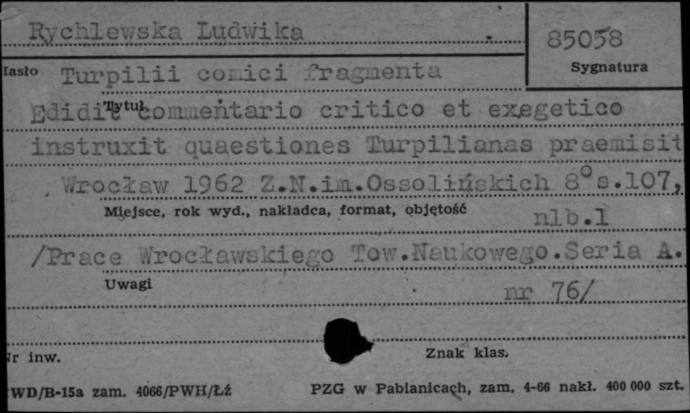 Rychlewska Ludwika
85058
Hasło
Sygnatura
Turpilii comici fragmenta
Tytuł
Edidit commentario critico et exegetico
instruxit quaestiones Turpilianas praemisit
Wrocław 1962 Z.N.im.Ossolińskich 8° s.107,
Miejsce, rok wyd., nakładca, format, objętość
nlb.1
/Prace Wrocławskiego Tow.Naukowego.Seria A.
Uwagi
nr 76/
Nr inw.
Znak klas.
WD/B-15a zam. 4066/PWH/Łź
PZG w Pabianicach, zam. 4-66 nakł. 400 000 szt.